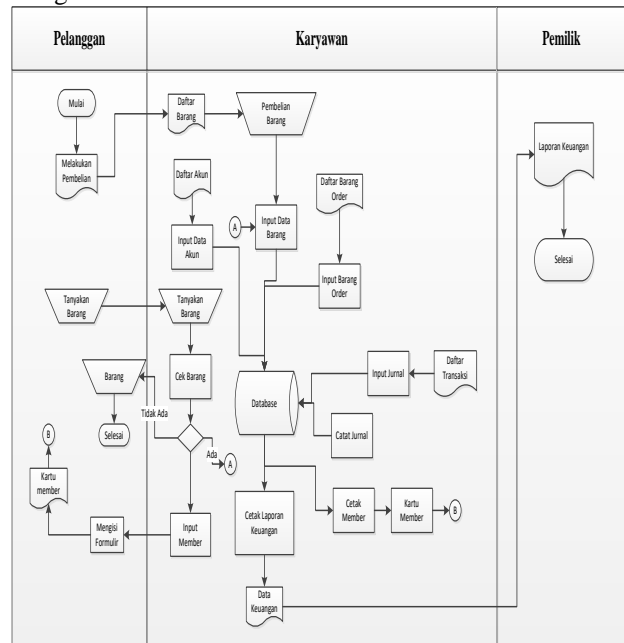 Pelanggan
Karyawan
Pemilik
Mulai
Melakukan
Pembelian
Daftar
Barang
Pembelian
Barang
Laporan Keuangan
Daftar Akun
Daftar Barang
Order
A
Input Data
Barang
Input Data
Akun
Selesai
Input Barang
Order
Tanyakan
Barang
Tanyakan
Barang
Barang
Cek Barang
Input Jurnal
Daftar
Transaksi
Database
Tidak Ada
Selesai
Catat Jurnal
B
Ada
A
Kartu
member
Cetak Laporan
Keuangan
Cetak
Member
Kartu
Member
B
Mengisi
Formulir
Input
Member
Data
Keuangan